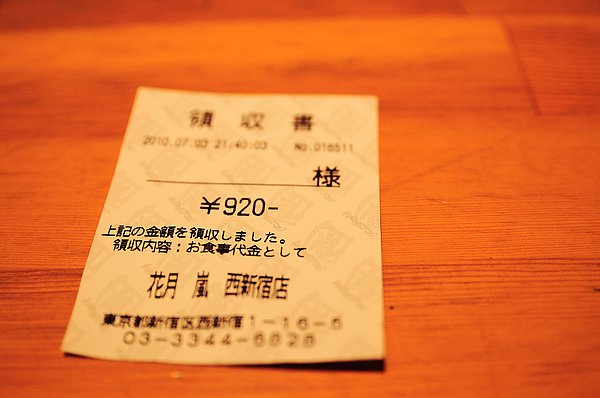 領収書
2010.07.03 21:40:03 No.016511
様
¥920-
上記の金額を領収しました。
領収内容：お食事代金として
花月 嵐 西新宿店
東京都新宿区西新宿1-16-5
03-3344-6828